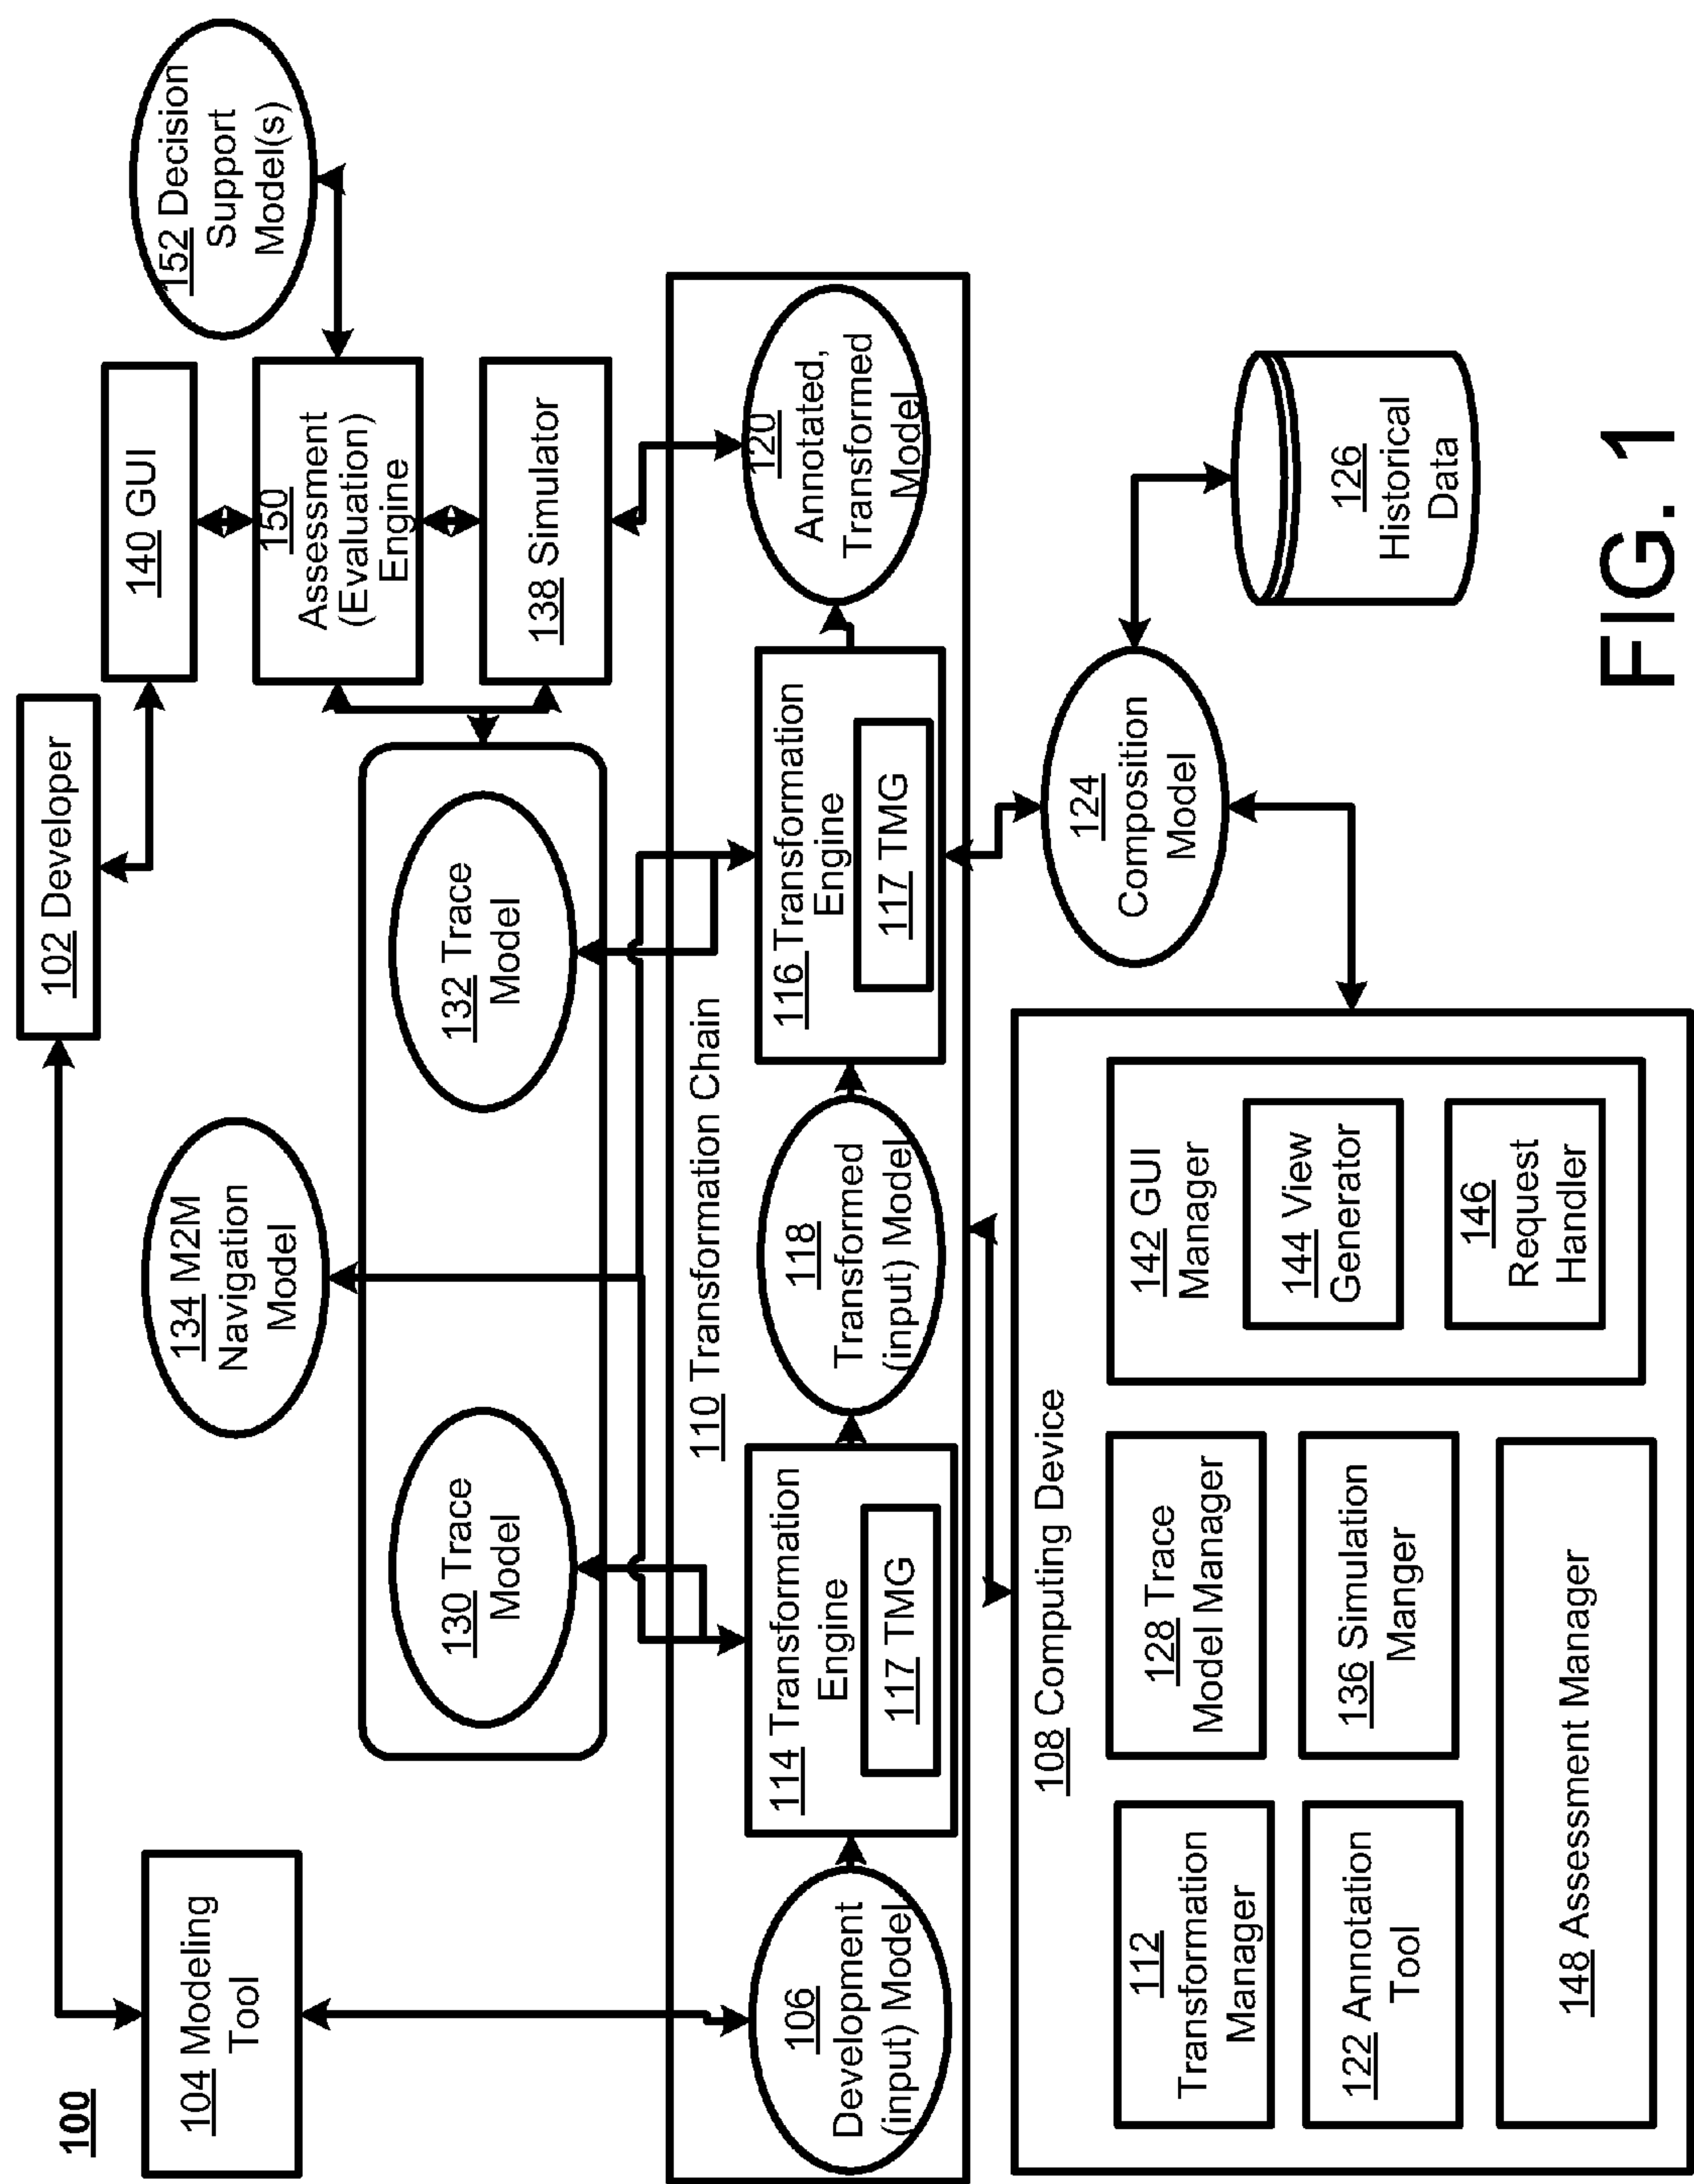 100
102 Developer
104 Modeling
Tool
134 M2M
Navigation
Model
140 GUI
152 Decision
Support
Model(s)
150
Assessment
(Evaluation)
Engine
130 Trace
Model
132 Trace
Model
138 Simulator
110 Transformation Chain
106
Development
(input) Model
114 Transformation
Engine
117 TMG
118
Transformed
(input) Model
116 Transformation
Engine
117 TMG
120
Annotated,
Transformed
Model
108 Computing Device
112
Transformation
Manager
128 Trace
Model Manager
142 GUI
Manager
144 View
Generator
146
Request
Handler
122 Annotation
Tool
136 Simulation
Manger
148 Assessment Manager
124
Composition
Model
126
Historical
Data
FIG. 1